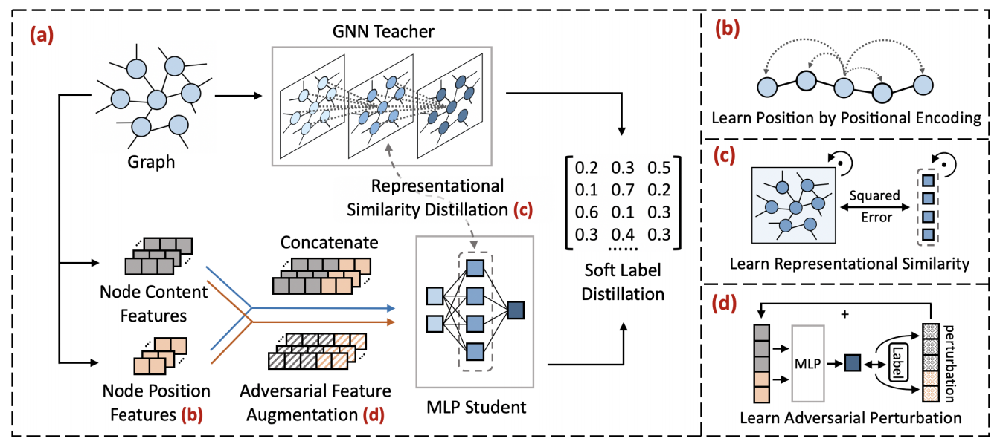 (a)
GNN Teacher
Graph
Representational
Similarity Distillation (c)
0.2 0.3 0.5
0.1 0.7 0.2
0.6 0.1 0.3
0.3 0.4 0.3
......
Soft Label
Distillation
Node Content
Features
Concatenate
Node Position
Features (b)
Adversarial Feature
Augmentation (d)
MLP Student
(b)
Learn Position by Positional Encoding
(c)
Squared
Error
Learn Representational Similarity
(d)
+
MLP
Label
perturbation
Learn Adversarial Perturbation